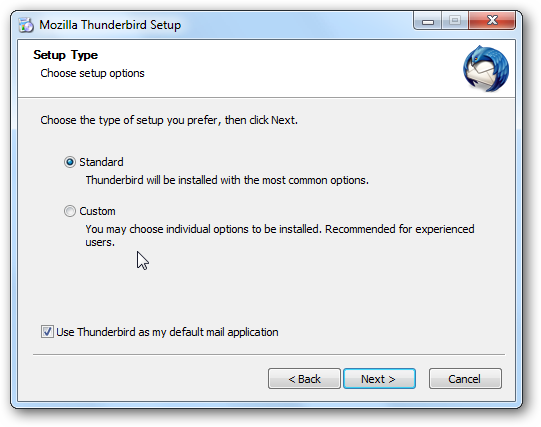 Mozilla Thunderbird Setup
Setup Type
Choose setup options
Choose the type of setup you prefer, then click Next.
Standard
Thunderbird will be installed with the most common options.
Custom
You may choose individual options to be installed. Recommended for experienced
users.
Use Thunderbird as my default mail application
< Back Next > Cancel